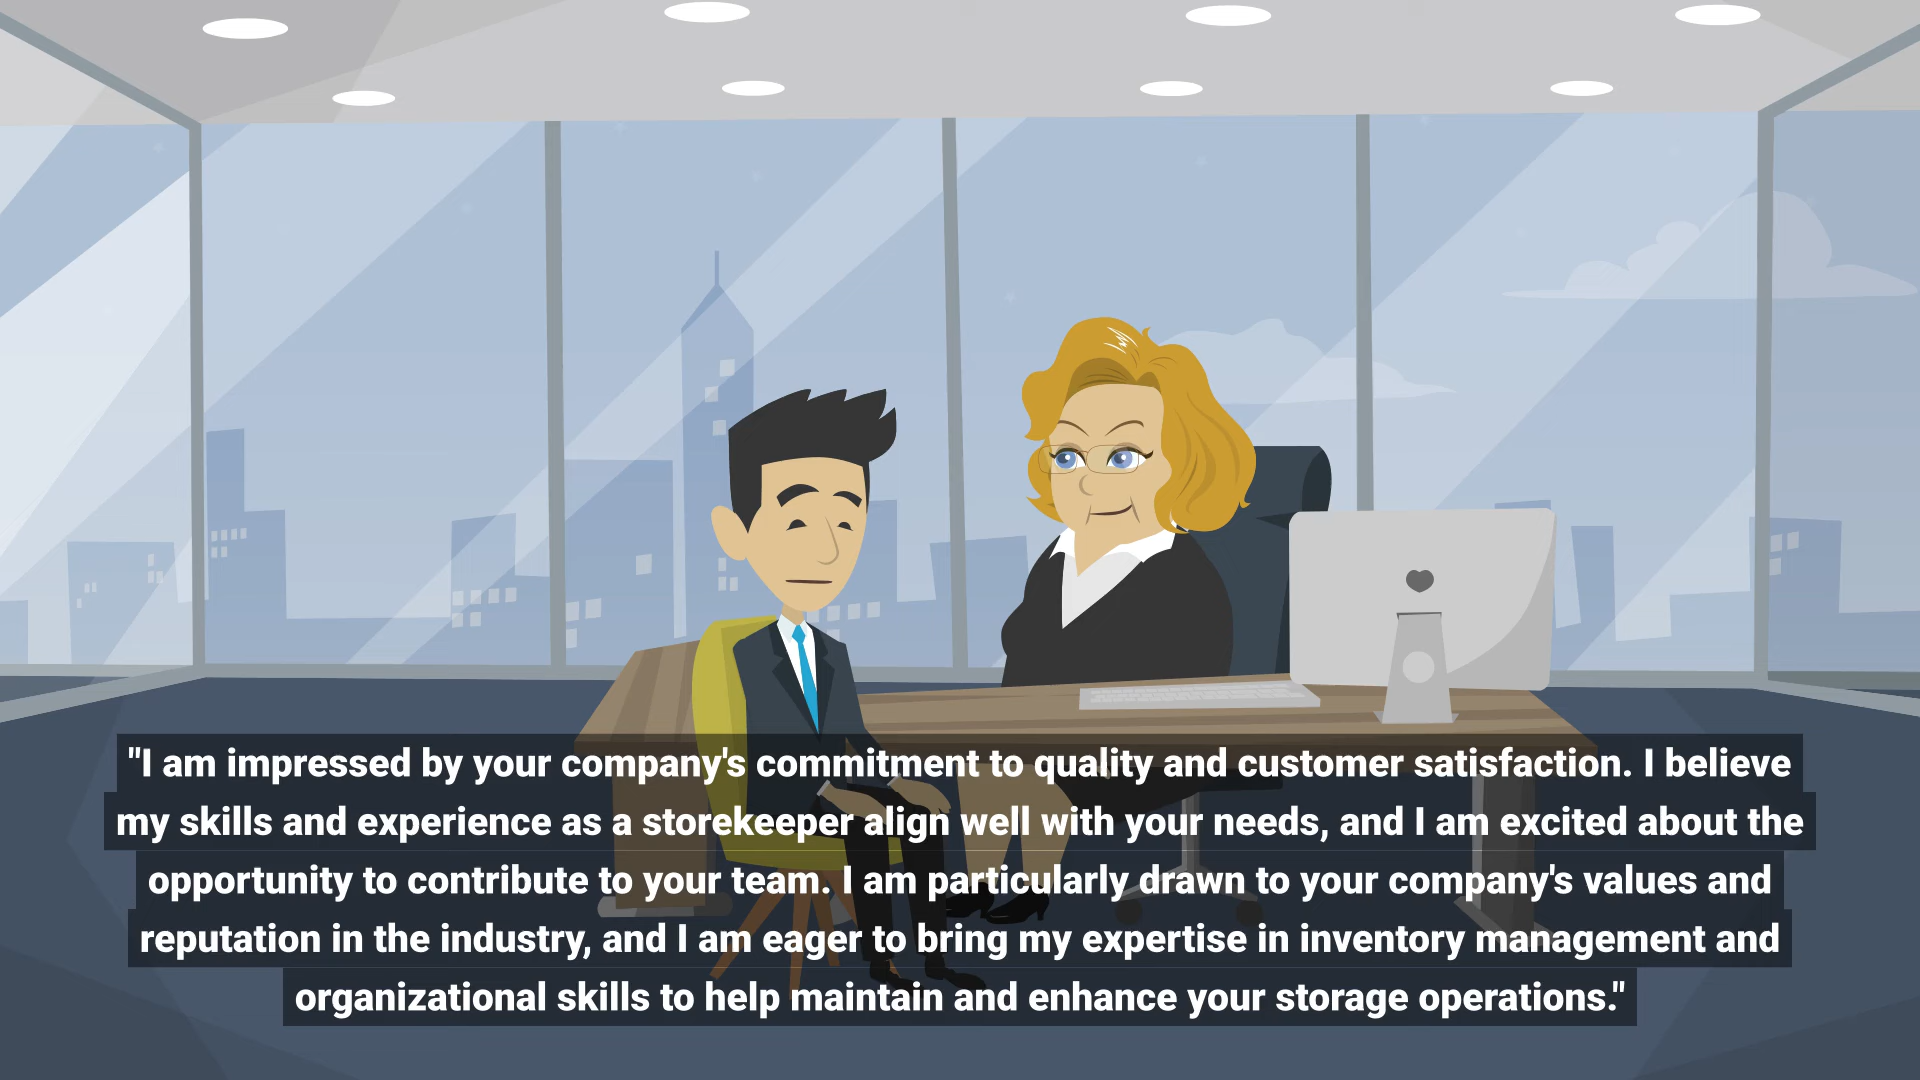 "I am impressed by your company's commitment to quality and customer satisfaction. I believe
my skills and experience as a storekeeper align well with your needs, and I am excited about the
opportunity to contribute to your team. I am particularly drawn to your company's values and
reputation in the industry, and I am eager to bring my expertise in inventory management and
organizational skills to help maintain and enhance your storage operations."